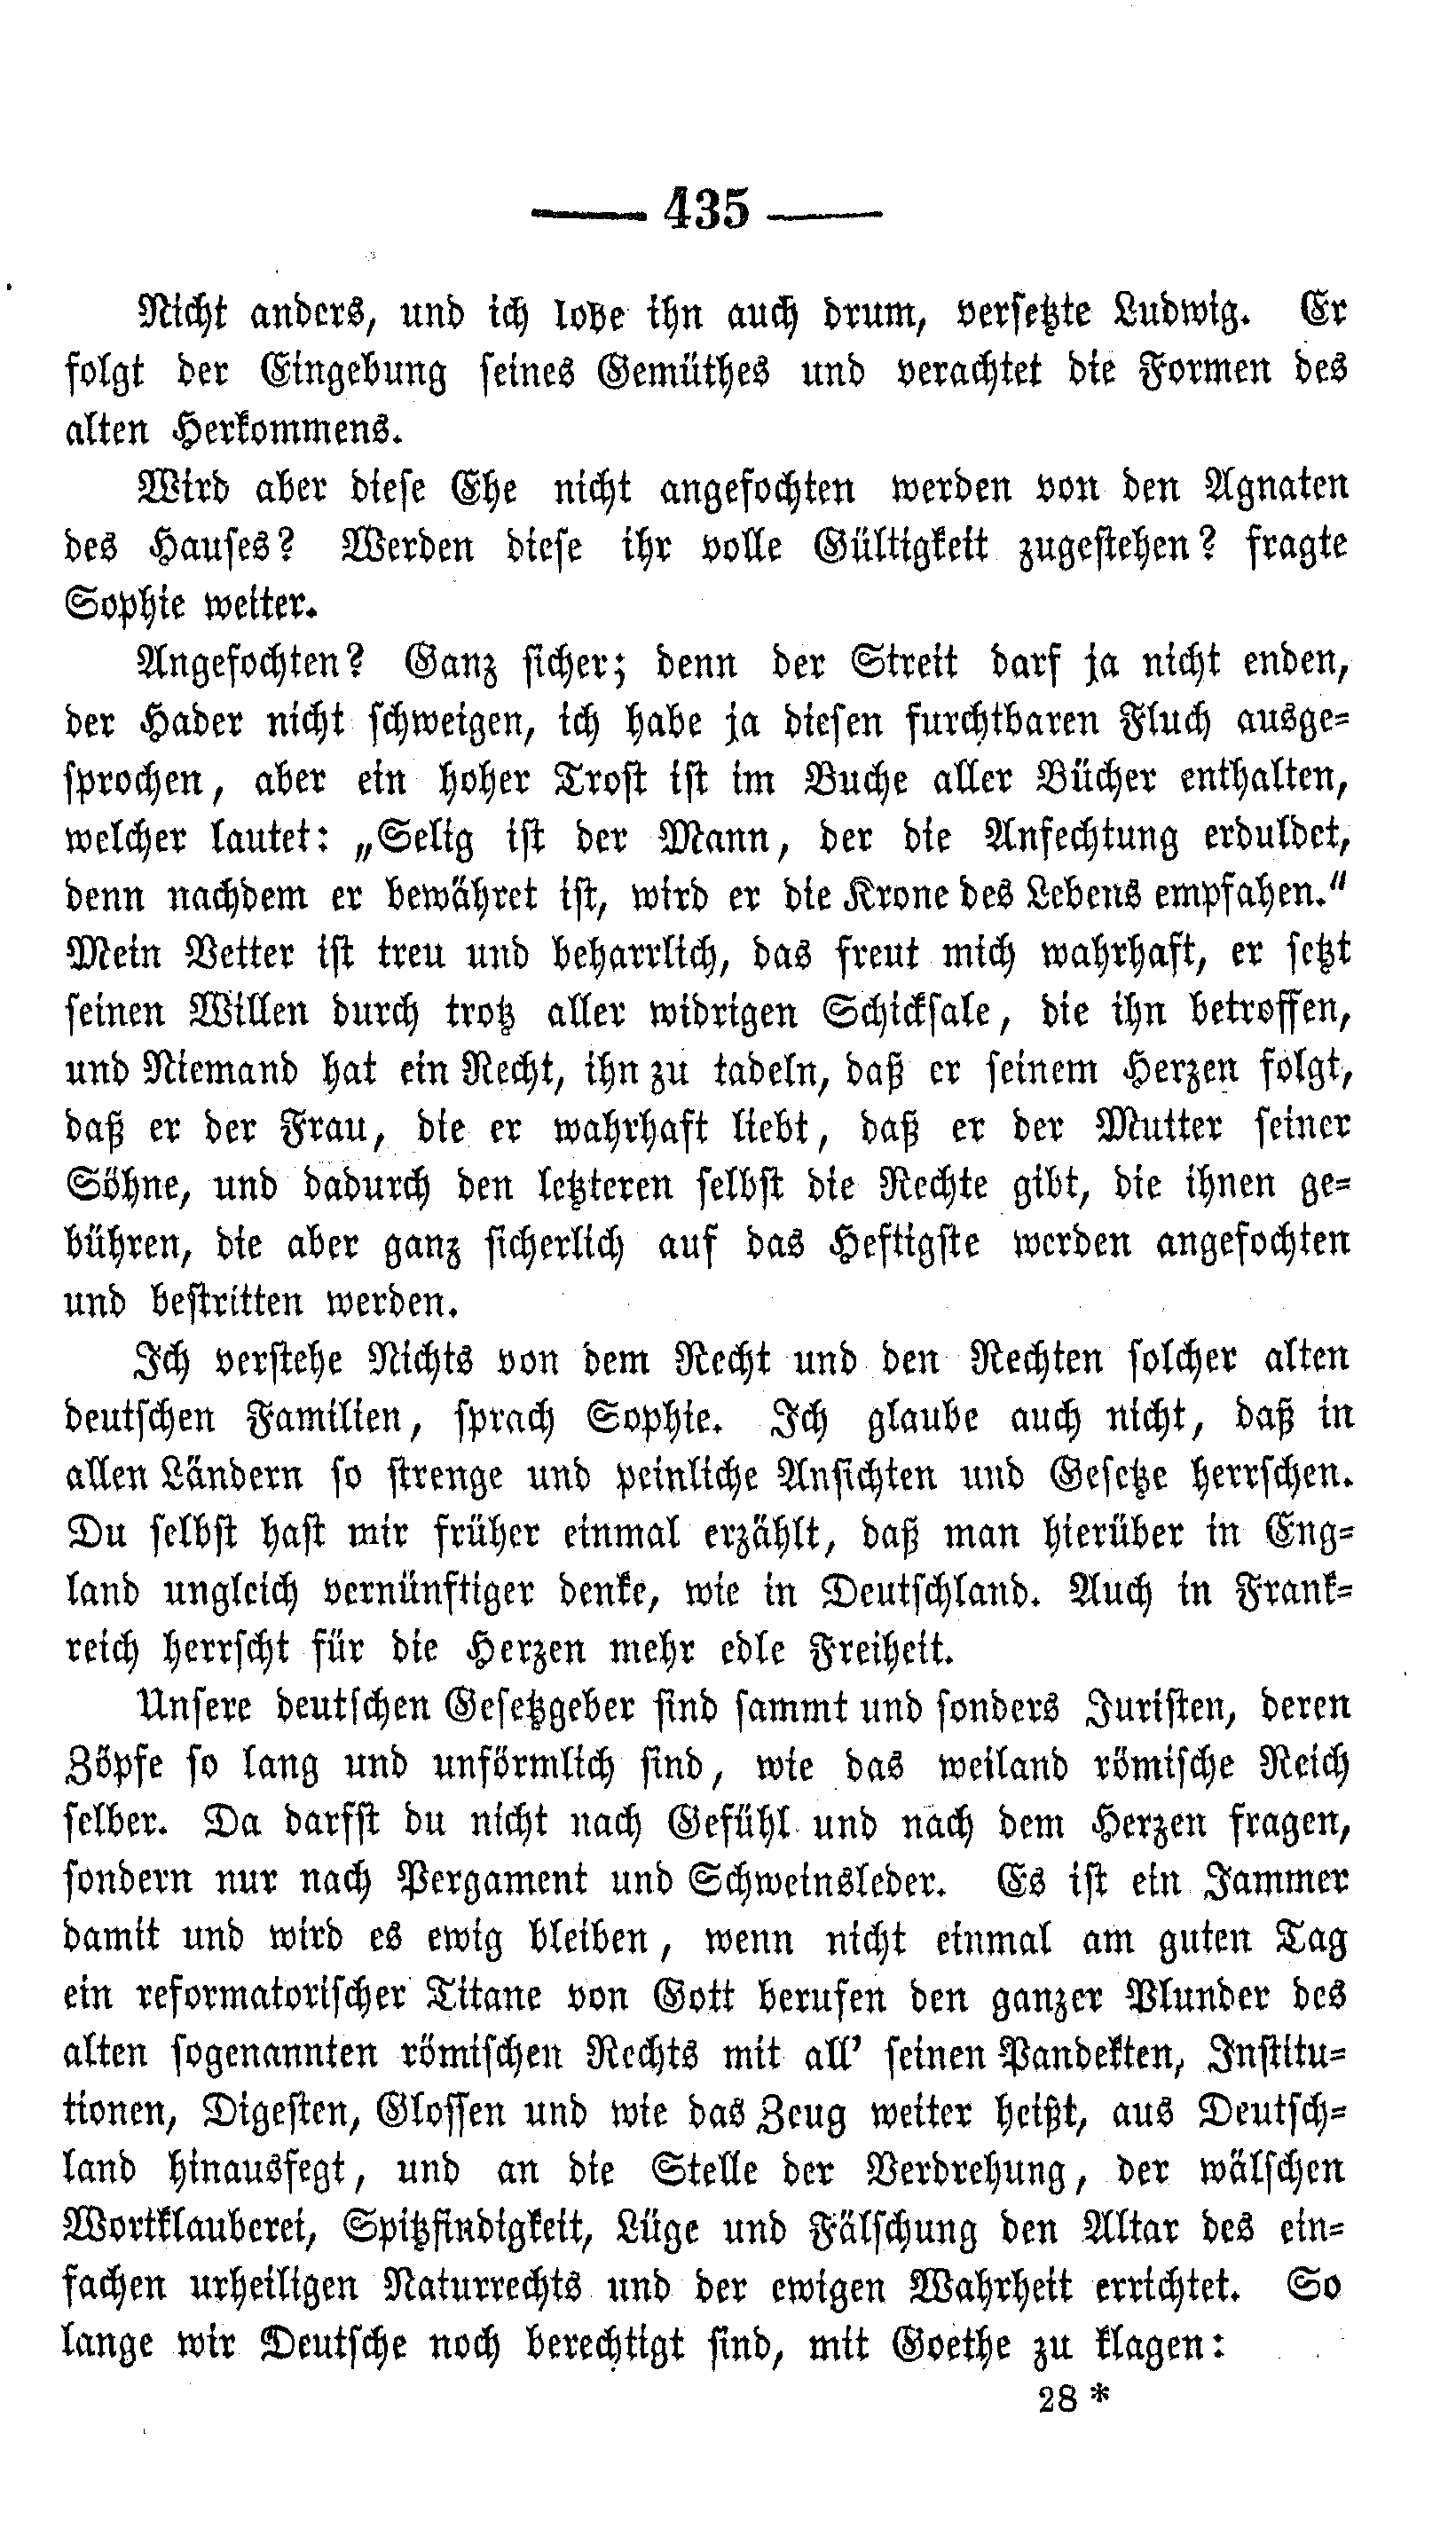 435
Nicht anders, und ich lobe ihn auch drum, versetzte Ludwig. Er
folgt der Eingebung seines Gemüthes und verachtet die Formen des
alten Herkommens.
Wird aber diese Ehe nicht angefochten werden von den Agnaten
des Hauses? Werden diese ihr volle Gültigkeit zugestehen? fragte
Sophie weiter.
Angefochten? Ganz sicher; denn der Streit darf ja nicht enden,
der Hader nicht schweigen, ich habe ja diesen furchtbaren Fluch ausge-
sprochen, aber ein hoher Trost ist im Buche aller Bücher enthalten,
welcher lautet: „Selig ist der Mann, der die Anfechtung erduldet,
denn nachdem er bewähret ist, wird er die Krone des Lebens empfahen."
Mein Vetter ist treu und beharrlich, das freut mich wahrhaft, er setzt
seinen Willen durch trotz aller widrigen Schicksale, die ihn betroffen,
und Niemand hat ein Recht, ihn zu tadeln, daß er seinem Herzen folgt,
daß er der Frau, die er wahrhaft liebt, daß er der Mutter seiner
Söhne, und dadurch den letzteren selbst die Rechte gibt, die ihnen ge-
bühren, die aber ganz sicherlich auf das Heftigste werden angefochten
und bestritten werden.
Ich verstehe Nichts von dem Recht und den Rechten solcher alten
deutschen Familien, sprach Sophie. Ich glaube auch nicht, daß in
allen Ländern so strenge und peinliche Ansichten und Gesetze herrschen.
Du selbst hast mir früher einmal erzählt, daß man hierüber in Eng-
land ungleich vernünftiger denke, wie in Deutschland. Auch in Frank-
reich herrscht für die Herzen mehr edle Freiheit.
Unsere deutschen Gesetzgeber sind sammt und sonders Juristen, deren
Zöpfe so lang und unförmlich sind, wie das weiland römische Reich
selber. Da darfst du nicht nach Gefühl und nach dem Herzen fragen,
sondern nur nach Pergament und Schweinsleder. Es ist ein Jammer
damit und wird es ewig bleiben, wenn nicht einmal am guten Tag
ein reformatorischer Titane von Gott berufen den ganzer Plunder des
alten sogenannten römischen Rechts mit all' seinen Pandekten, Institu-
tionen, Digesten, Glossen und wie das Zeug weiter heißt, aus Deutsch-
land hinausfegt, und an die Stelle der Verdrehung, der wälschen
Wortklauberei, Spitzfindigkeit, Lüge und Fälschung den Altar des ein-
fachen urheiligen Naturrechts und der ewigen Wahrheit errichtet. So
lange wir Deutsche noch berechtigt sind, mit Goethe zu klagen:
28 *